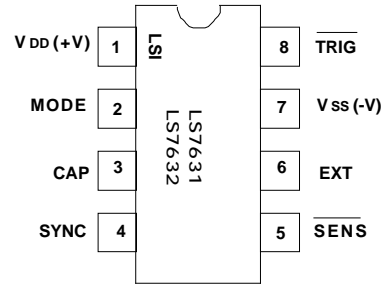 V DD (+V) 1 LSI 8 TRIG
MODE 2 7 V SS (-V)
CAP 3 6 EXT
SYNC 4 5 SENS
LS7631
LS7632